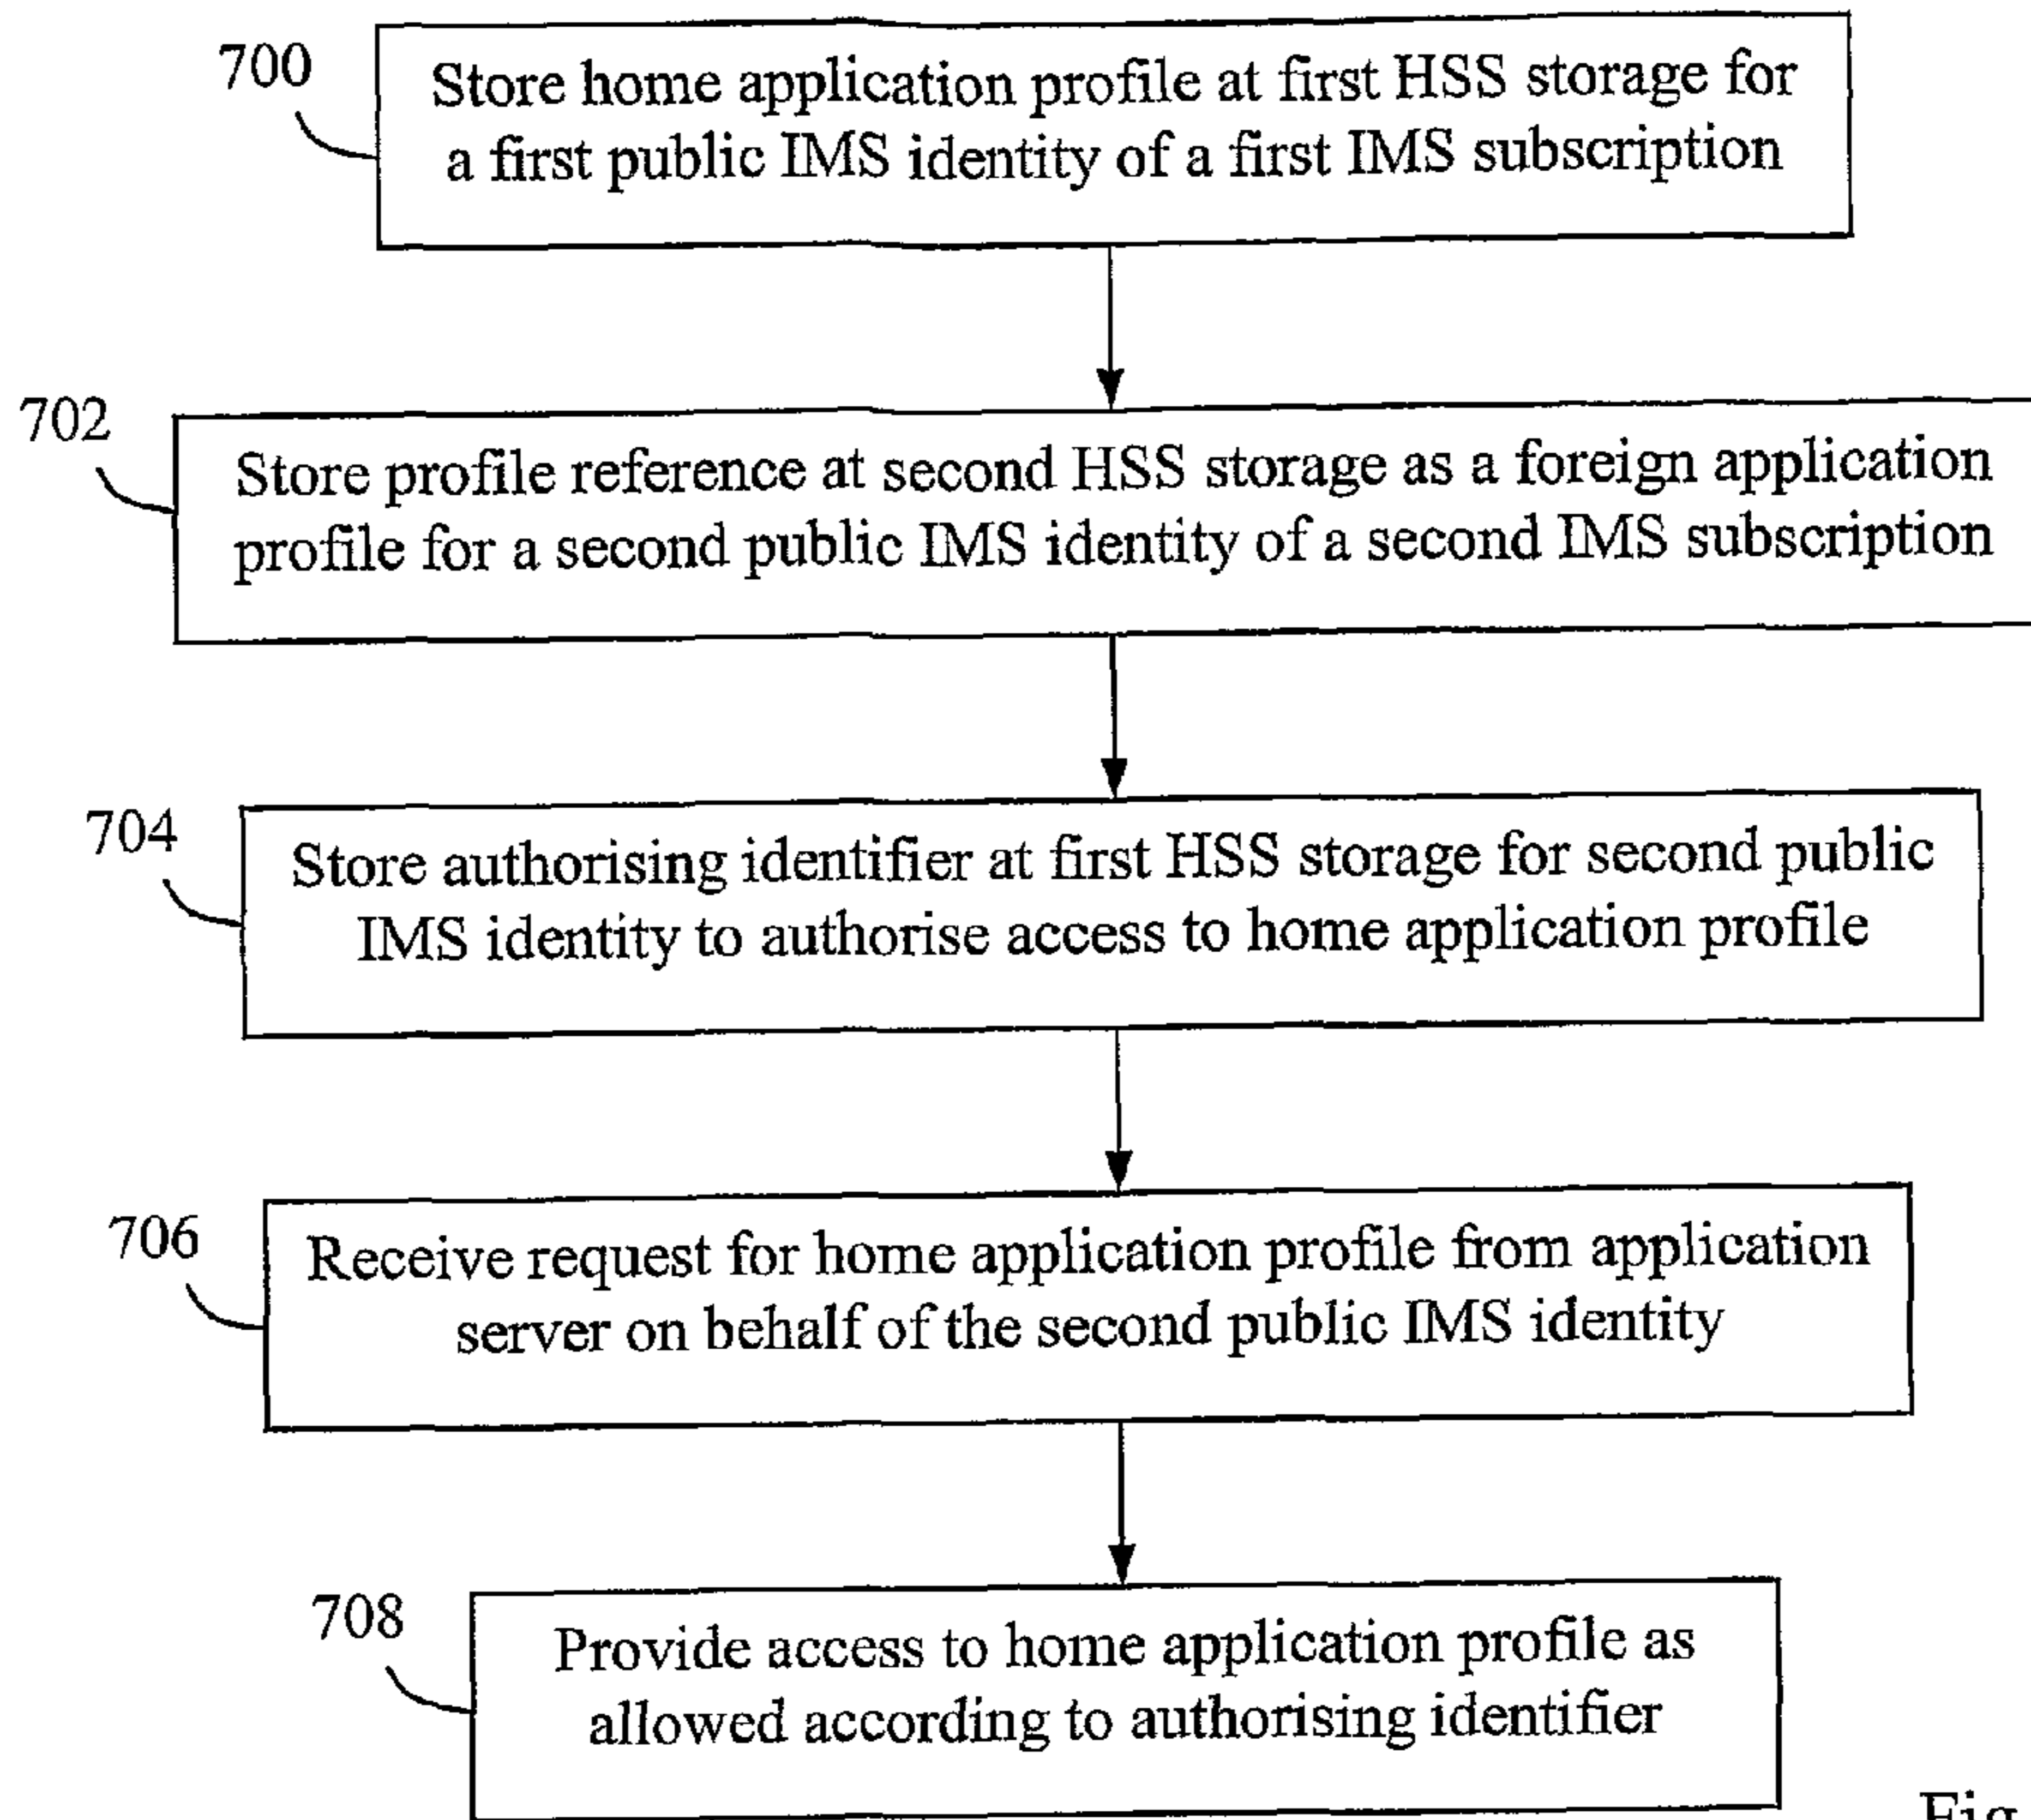 700
Store home application profile at first HSS storage for
a first public IMS identity of a first IMS subscription
702
Store profile reference at second HSS storage as a foreign application
profile for a second public IMS identity of a second IMS subscription
704
Store authorising identifier at first HSS storage for second public
IMS identity to authorise access to home application profile
706
Receive request for home application profile from application
server on behalf of the second public IMS identity
708
Provide access to home application profile as
allowed according to authorising identifier
Fig